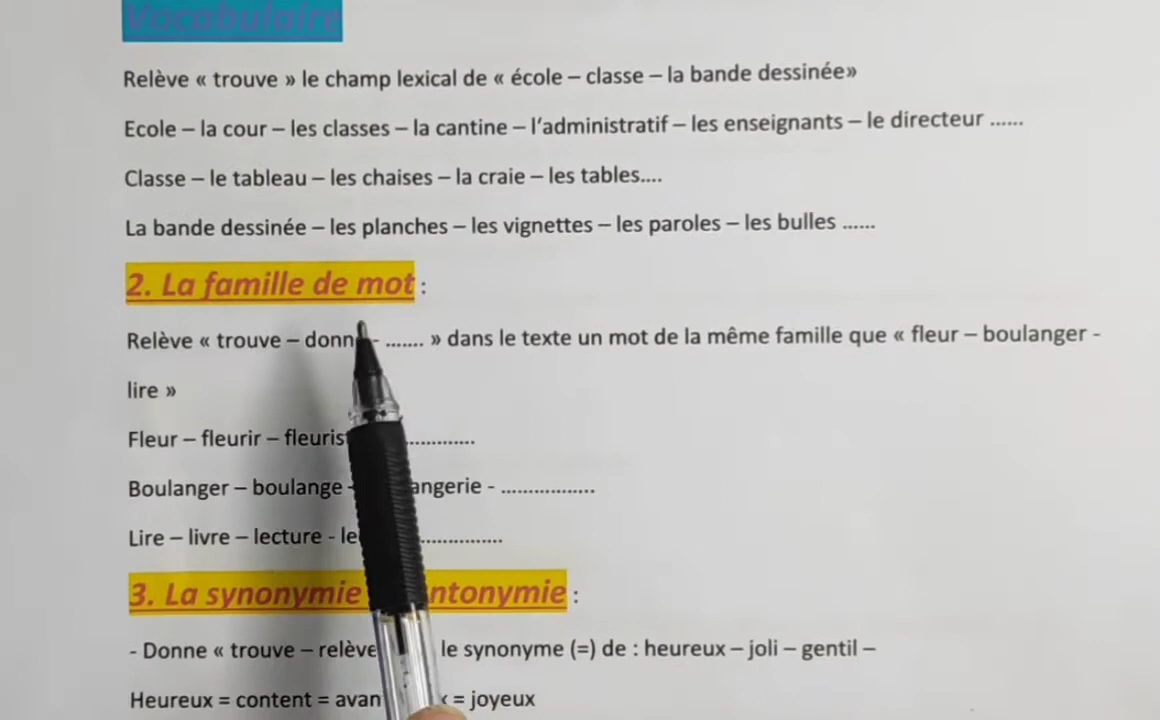 Vocabulaire
Relève « trouve » le champ lexical de « école – classe – la bande dessinée»
Ecole – la cour – les classes – la cantine – l'administratif – les enseignants – le directeur ......
Classe – le tableau – les chaises – la craie – les tables....
La bande dessinée – les planches – les vignettes – les paroles – les bulles ......
2. La famille de mot :
Relève « trouve – - ....... » dans le texte un mot de la même famille que « fleur – boulanger -
lire »
Fleur – fleurir – .............
Boulanger – boulange - .................
Lire – livre – lecture - ...............
3. La synonymie :
- Donne « trouve – relève le synonyme (=) de : heureux – joli – gentil –
Heureux = content = = joyeux